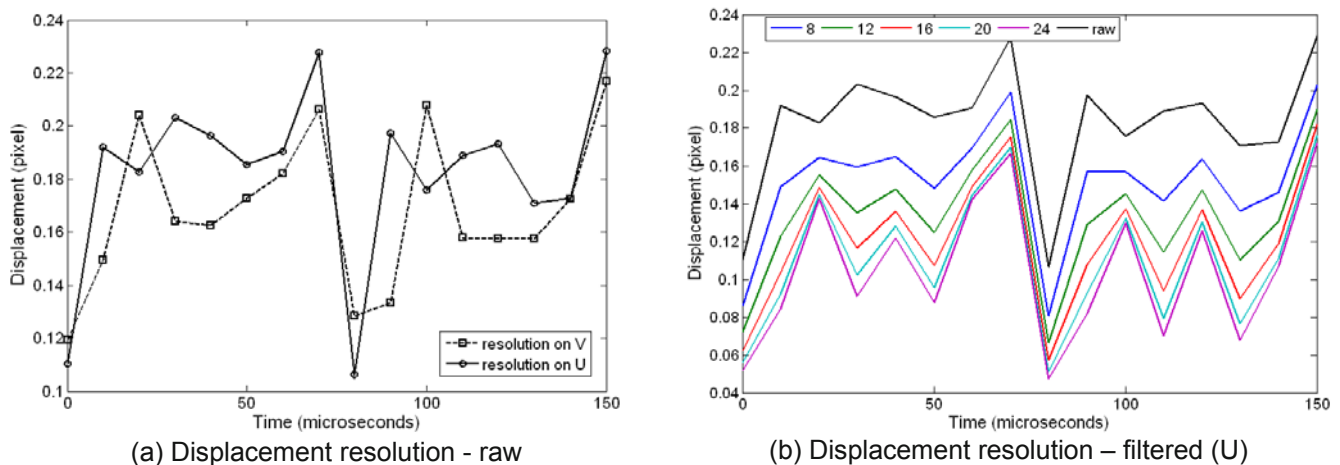 0.24
0.22
0.2
0.18
0.16
0.14
0.12
0.1
Displacement (pixel)
resolution on V
resolution on U
0 50 100 150
Time (microseconds)
(a) Displacement resolution - raw
0.24
0.22
0.2
0.18
0.16
0.14
0.12
0.1
0.08
0.06
0.04
Displacement (pixel)
8 12 16 20 24 raw
0 50 100 150
Time (microseconds)
(b) Displacement resolution – filtered (U)